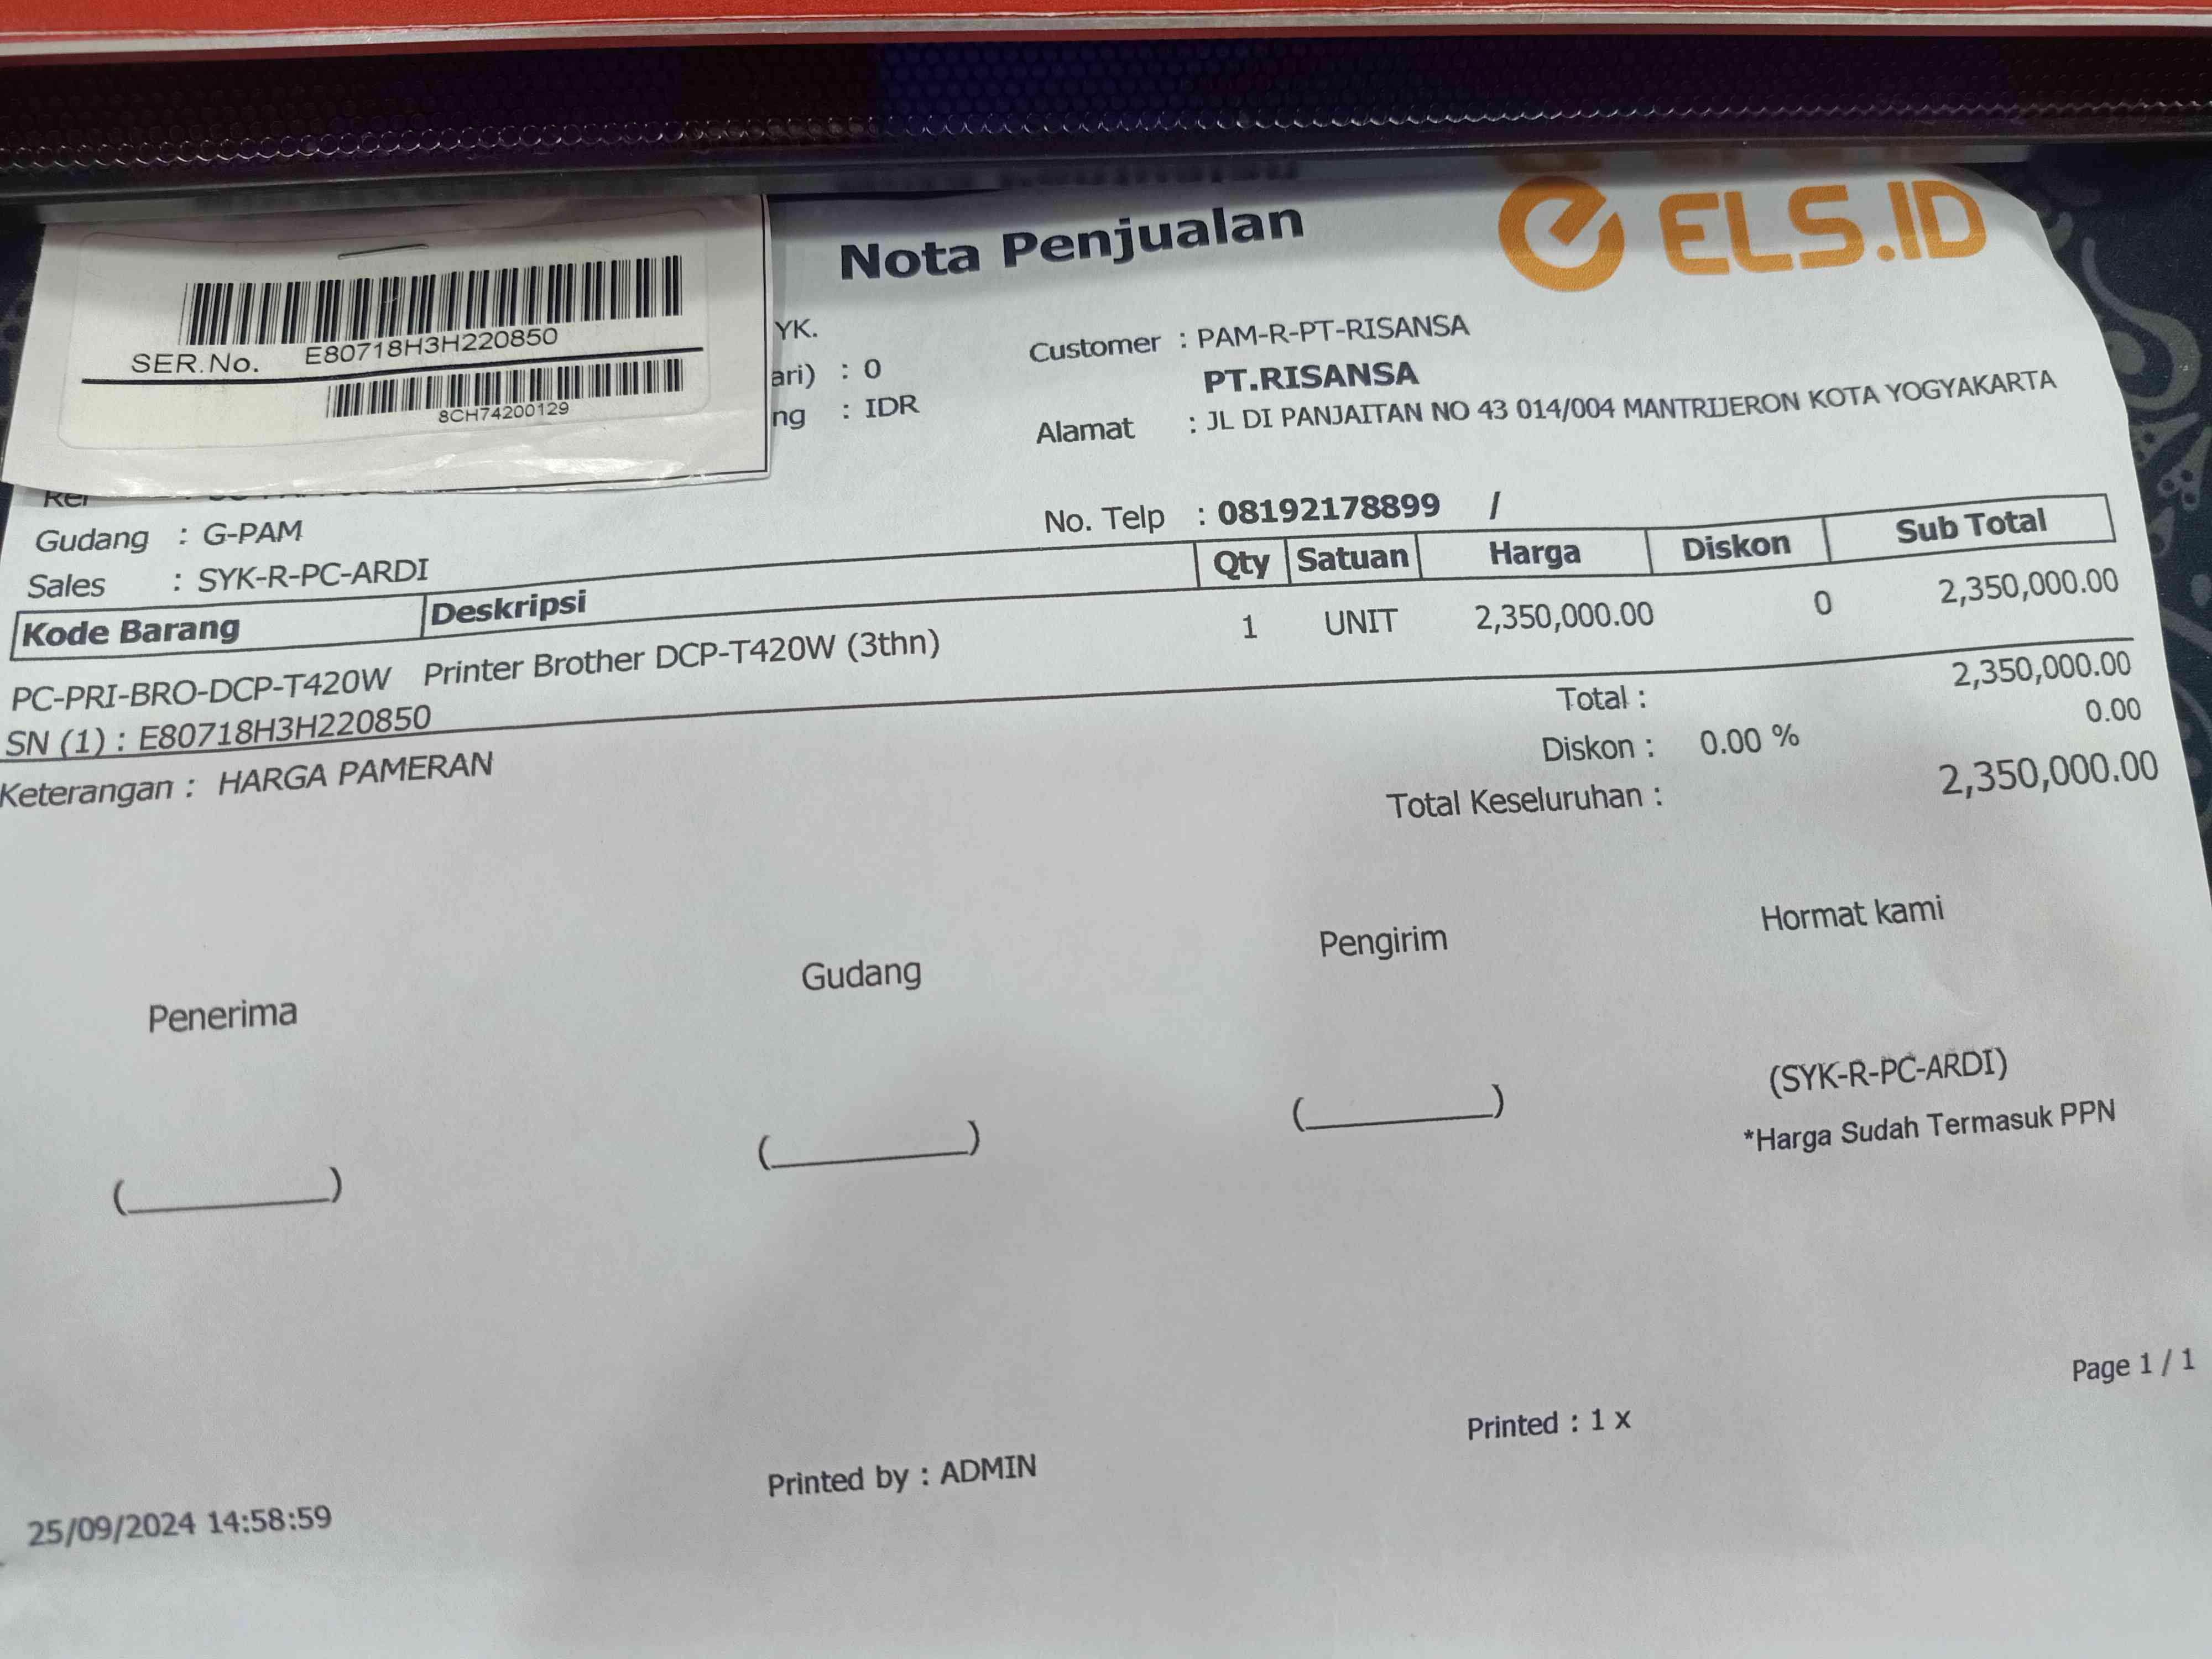 ELS.ID
Nota Penjualan
SER.No. E80718H3H220850
8CH74200129
YK.
ari) : 0
ng : IDR
Customer : PAM-R-PT-RISANSA
PT.RISANSA
Alamat : JL DI PANJAITAN NO 43 014/004 MANTRIJERON KOTA YOGYAKARTA
No. Telp : 08192178899 /
Gudang : G-PAM
Sales : SYK-R-PC-ARDI
Kode Barang Deskripsi Qty Satuan Harga Diskon Sub Total
PC-PRI-BRO-DCP-T420W Printer Brother DCP-T420W (3thn) 1 UNIT 2,350,000.00 0 2,350,000.00
SN (1) : E80718H3H220850
Total : 2,350,000.00
Diskon : 0.00 % 0.00
Total Keseluruhan : 2,350,000.00
Keterangan : HARGA PAMERAN
Penerima Gudang Pengirim Hormat kami
(SYK-R-PC-ARDI)
*Harga Sudah Termasuk PPN
Page 1 / 1
25/09/2024 14:58:59 Printed by : ADMIN Printed : 1 x